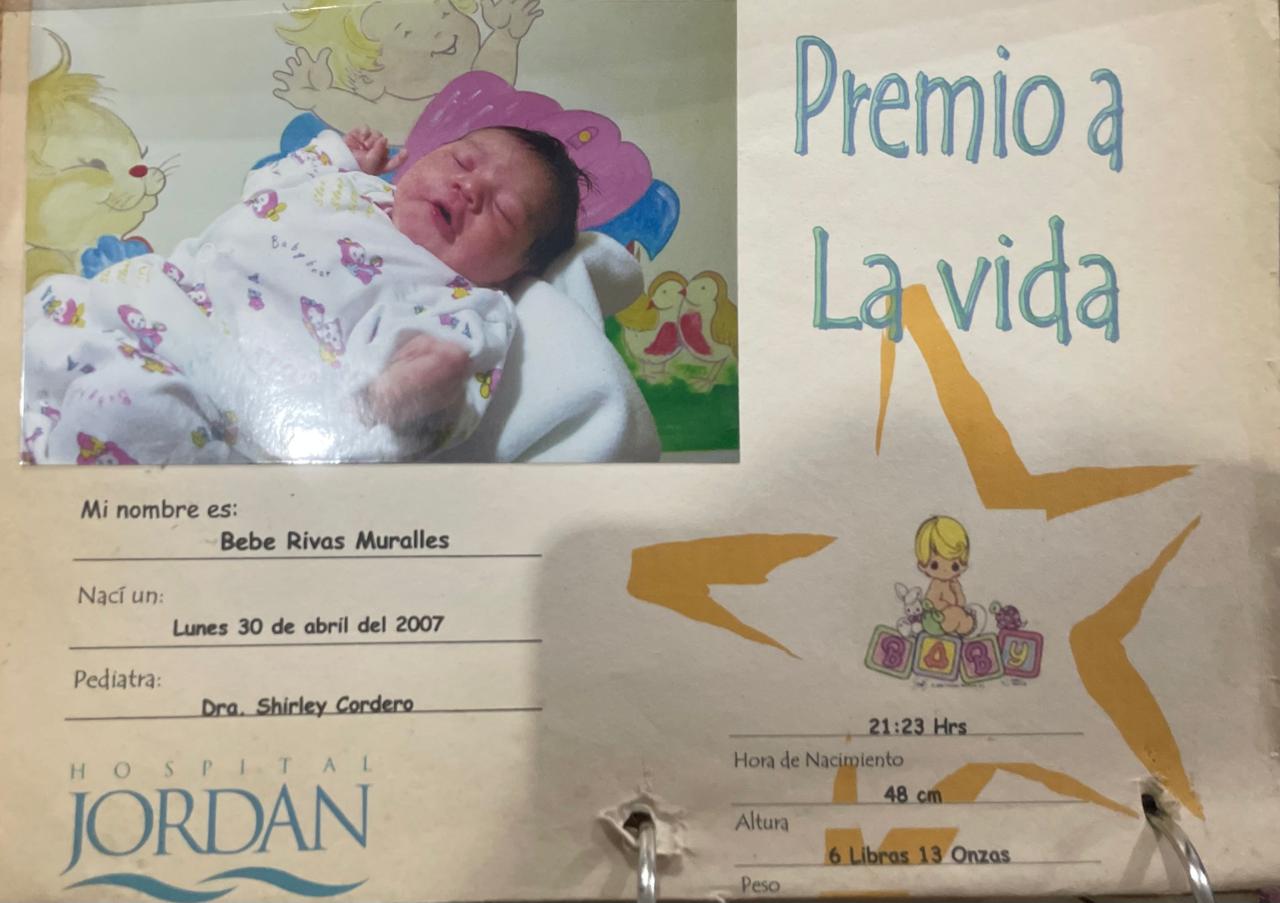 Premio a
La vida
Baby bear
Mi nombre es:
Bebe Rivas Muralles
Nací un:
Lunes 30 de abril del 2007
Pediatra:
Dra. Shirley Cordero
HOSPITAL
JORDAN
BABY
21:23 Hrs
Hora de Nacimiento
48 cm
Altura
6 Libras 13 Onzas
Peso